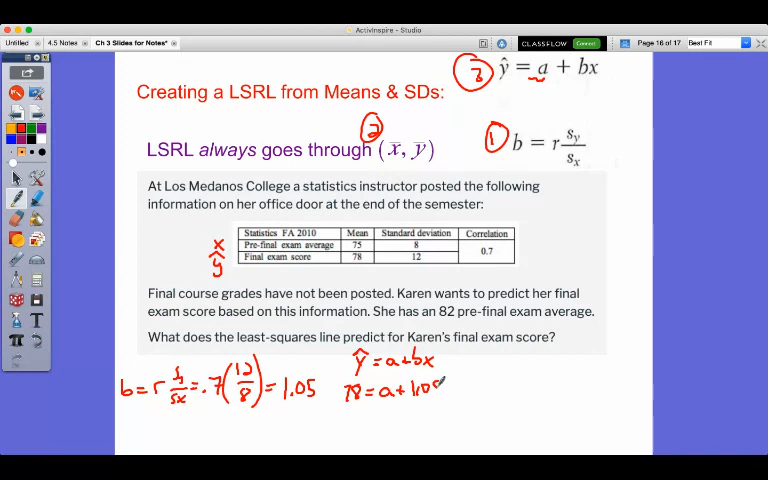 ActivInspire - Studio
Untitled
4.5 Notes
Ch 3 Slides for Notes*
CLASSFLOW
Connect
Page 16 of 17
Best Fit
③ ŷ = a + bx
Creating a LSRL from Means & SDs:
②
LSRL always goes through (x̄, ȳ)
① b = r sy/sx
At Los Medanos College a statistics instructor posted the following
information on her office door at the end of the semester:
Statistics FA 2010 Mean Standard deviation Correlation
x Pre-final exam average 75 8 0.7
ŷ Final exam score 78 12
Final course grades have not been posted. Karen wants to predict her final
exam score based on this information. She has an 82 pre-final exam average.
What does the least-squares line predict for Karen's final exam score?
ŷ = a+bx
b = r sy/sx = .7(12/8) = 1.05
78 = a + 1.05